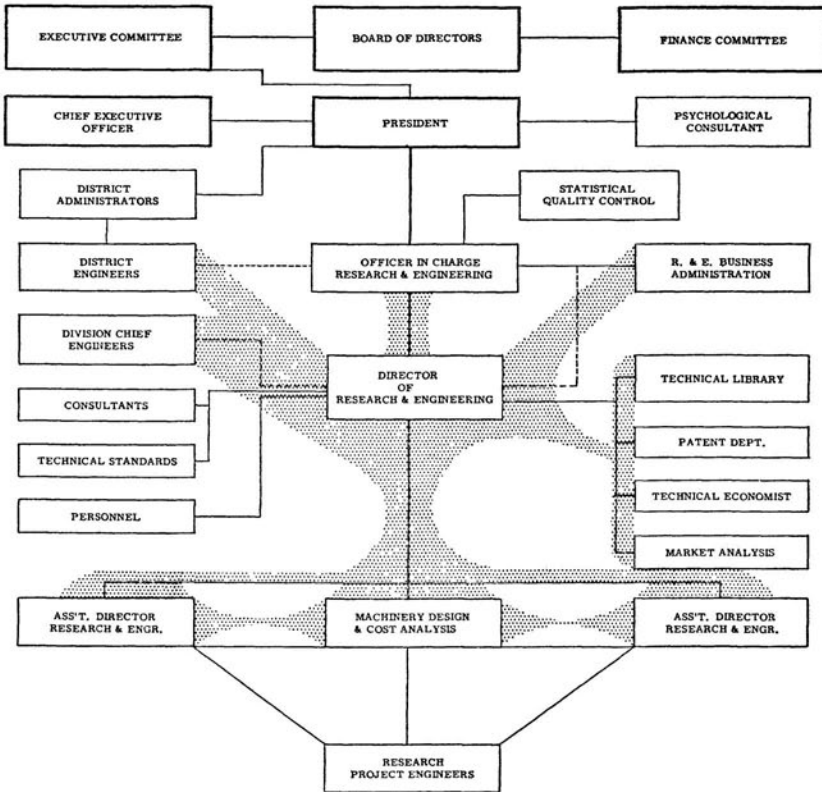 EXECUTIVE COMMITTEE
BOARD OF DIRECTORS
FINANCE COMMITTEE
CHIEF EXECUTIVE
OFFICER
PRESIDENT
PSYCHOLOGICAL
CONSULTANT
DISTRICT
ADMINISTRATORS
STATISTICAL
QUALITY CONTROL
DISTRICT
ENGINEERS
OFFICER IN CHARGE
RESEARCH & ENGINEERING
R. & E. BUSINESS
ADMINISTRATION
DIVISION CHIEF
ENGINEERS
DIRECTOR
OF
RESEARCH & ENGINEERING
TECHNICAL LIBRARY
CONSULTANTS
PATENT DEPT.
TECHNICAL STANDARDS
TECHNICAL ECONOMIST
PERSONNEL
MARKET ANALYSIS
ASS'T. DIRECTOR
RESEARCH & ENGR.
MACHINERY DESIGN
& COST ANALYSIS
ASS'T. DIRECTOR
RESEARCH & ENGR.
RESEARCH
PROJECT ENGINEERS